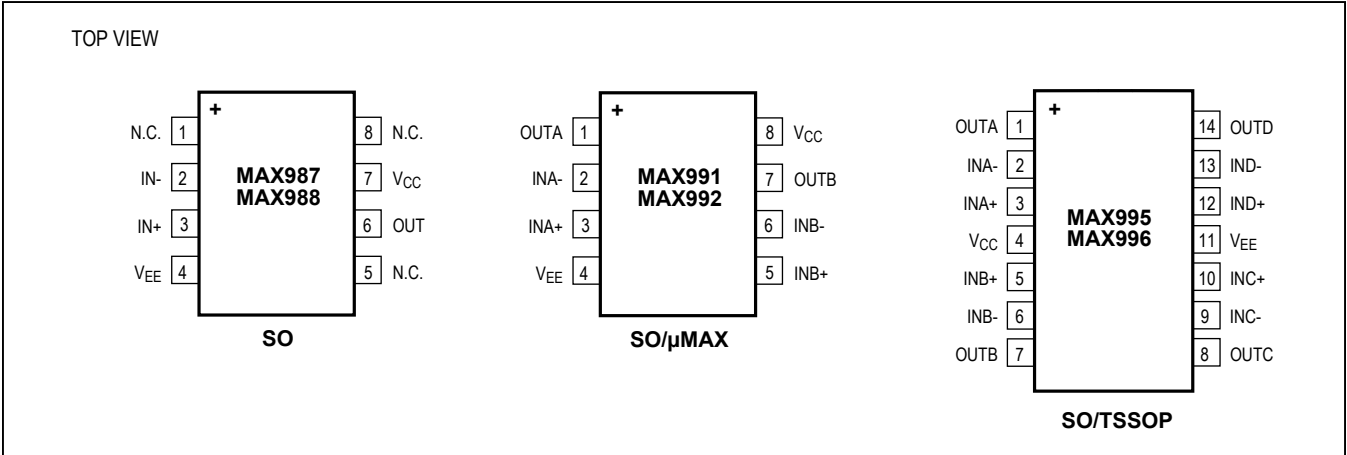 TOP VIEW
+
N.C. 1
IN- 2
IN+ 3
VEE 4
MAX987
MAX988
8 N.C.
7 VCC
6 OUT
5 N.C.
SO
+
OUTA 1
INA- 2
INA+ 3
VEE 4
MAX991
MAX992
8 VCC
7 OUTB
6 INB-
5 INB+
SO/µMAX
+
OUTA 1
INA- 2
INA+ 3
VCC 4
INB+ 5
INB- 6
OUTB 7
MAX995
MAX996
14 OUTD
13 IND-
12 IND+
11 VEE
10 INC+
9 INC-
8 OUTC
SO/TSSOP